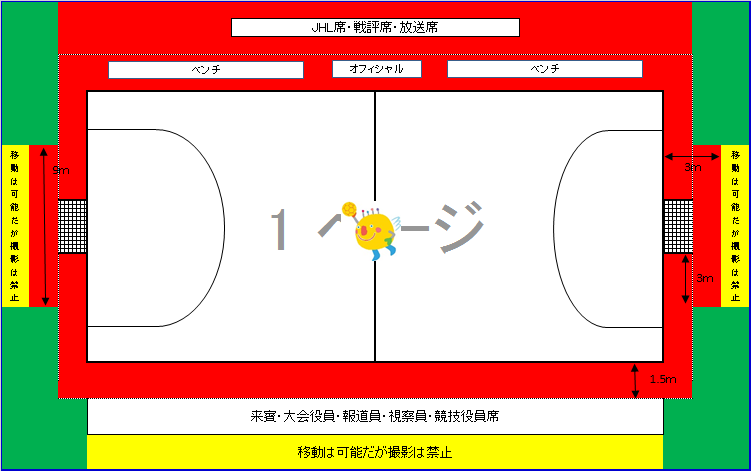 JHL席・戦評席・放送席
ベンチ
オフィシャル
ベンチ
移動は可能だが撮影は禁止
9m
3m
移動は可能だが撮影は禁止
1 ページ
3m
1.5m
来賓・大会役員・報道員・視察員・競技役員席
移動は可能だが撮影は禁止